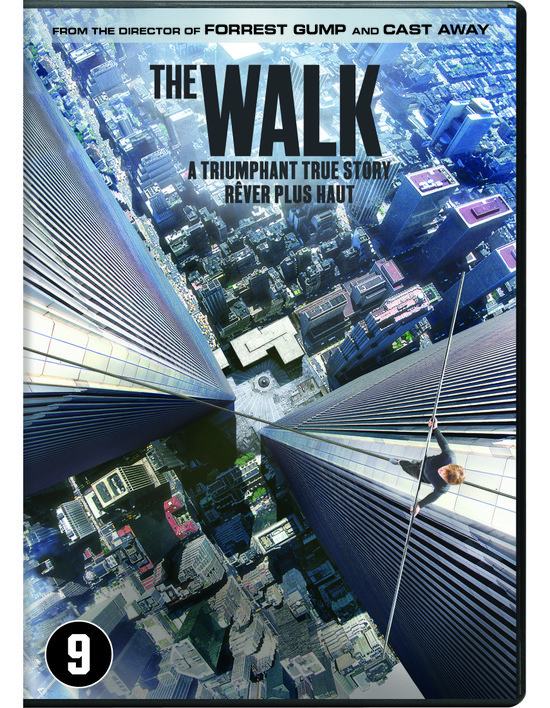 FROM THE DIRECTOR OF FORREST GUMP AND CAST AWAY
THE WALK
A TRIUMPHANT TRUE STORY
RÊVER PLUS HAUT
9